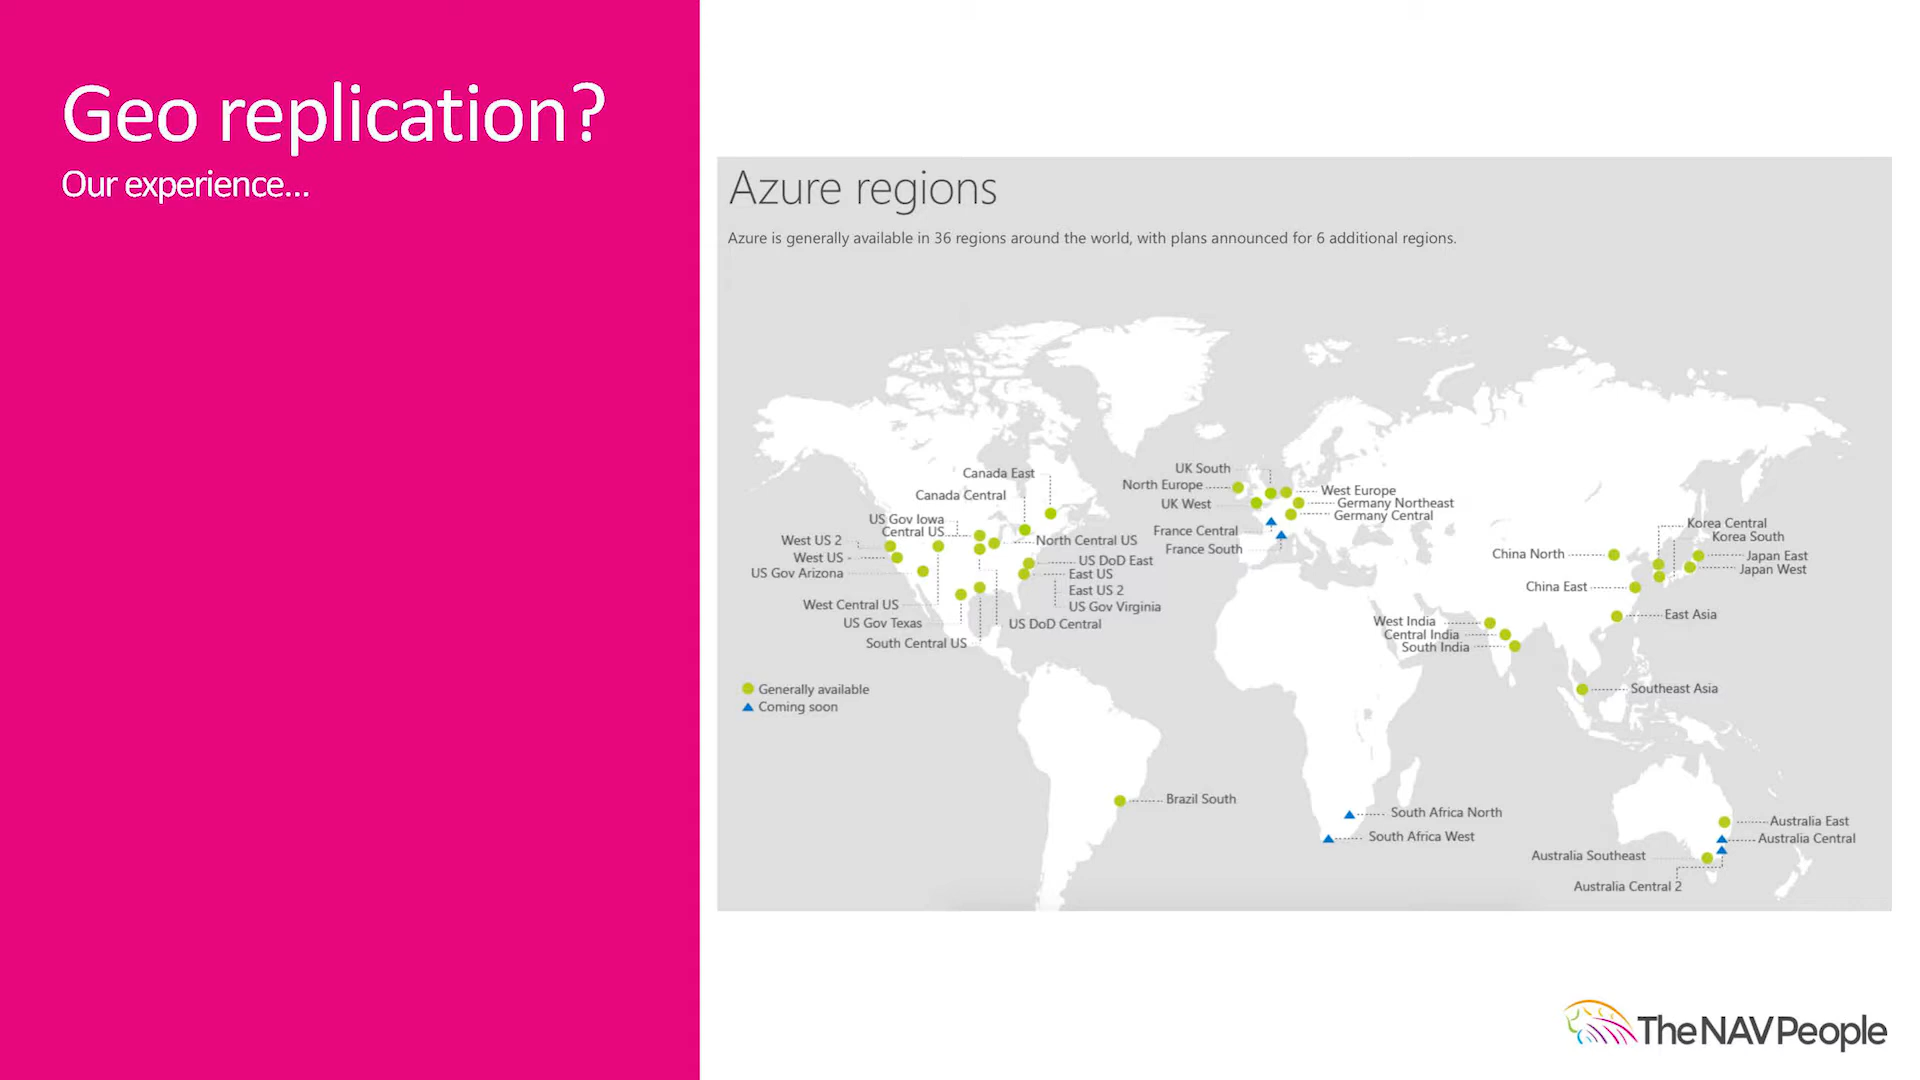 Geo replication?
Our experience...
Azure regions
Azure is generally available in 36 regions around the world, with plans announced for 6 additional regions.
Canada East
Canada Central
US Gov Iowa
Central US
West US 2
West US
US Gov Arizona
North Central US
US DoD East
East US
East US 2
US Gov Virginia
West Central US
US Gov Texas
US DoD Central
South Central US
UK South
North Europe
UK West
West Europe
Germany Northeast
Germany Central
France Central
France South
Korea Central
Korea South
China North
Japan East
Japan West
China East
East Asia
West India
Central India
South India
Southeast Asia
Generally available
Coming soon
Brazil South
South Africa North
South Africa West
Australia East
Australia Central
Australia Southeast
Australia Central 2
TheNAVPeople